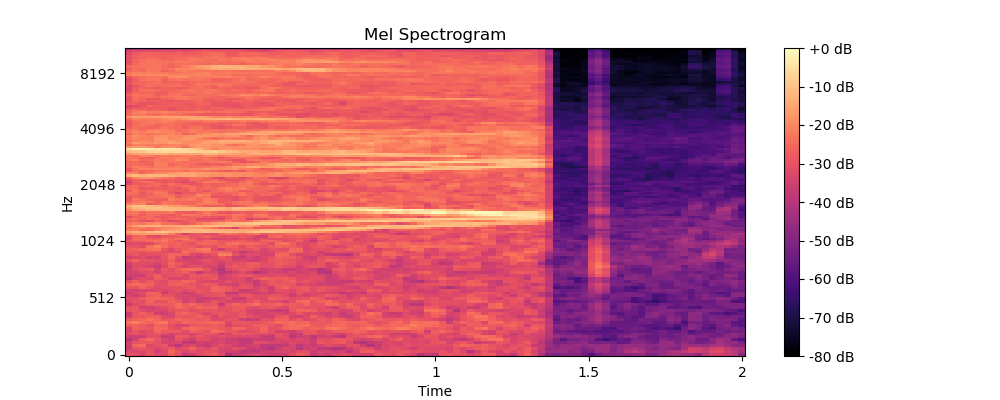 Mel Spectrogram
8192
4096
2048
1024
512
0
Hz
0
0.5
1
1.5
2
Time
+0 dB
-10 dB
-20 dB
-30 dB
-40 dB
-50 dB
-60 dB
-70 dB
-80 dB